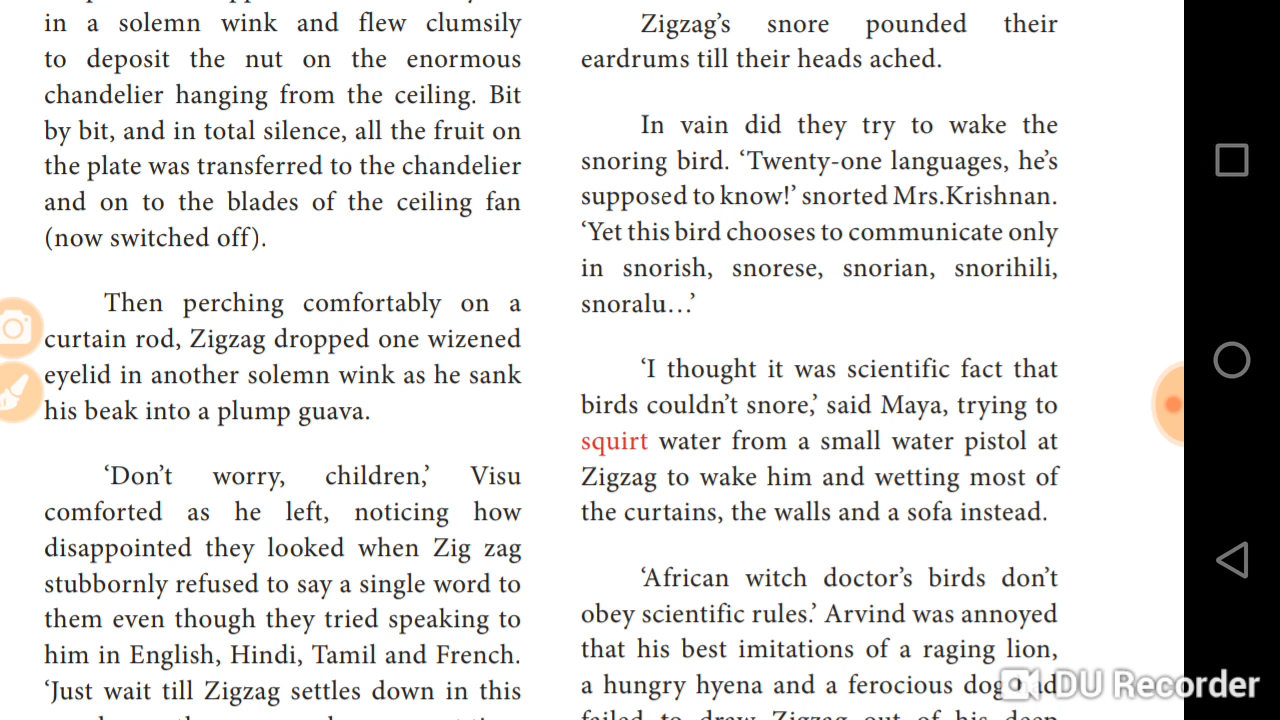 in a solemn wink and flew clumsily
to deposit the nut on the enormous
chandelier hanging from the ceiling. Bit
by bit, and in total silence, all the fruit on
the plate was transferred to the chandelier
and on to the blades of the ceiling fan
(now switched off).
Then perching comfortably on a
curtain rod, Zigzag dropped one wizened
eyelid in another solemn wink as he sank
his beak into a plump guava.
‘Don’t worry, children,’ Visu
comforted as he left, noticing how
disappointed they looked when Zig zag
stubbornly refused to say a single word to
them even though they tried speaking to
him in English, Hindi, Tamil and French.
‘Just wait till Zigzag settles down in this
Zigzag’s snore pounded their
eardrums till their heads ached.
In vain did they try to wake the
snoring bird. ‘Twenty-one languages, he’s
supposed to know!’ snorted Mrs.Krishnan.
‘Yet this bird chooses to communicate only
in snorish, snorese, snorian, snorihili,
snoralu…’
‘I thought it was scientific fact that
birds couldn’t snore,’ said Maya, trying to
squirt water from a small water pistol at
Zigzag to wake him and wetting most of
the curtains, the walls and a sofa instead.
‘African witch doctor’s birds don’t
obey scientific rules.’ Arvind was annoyed
that his best imitations of a raging lion,
a hungry hyena and a ferocious dog had
failed to draw Zigzag out of his deep
DU Recorder